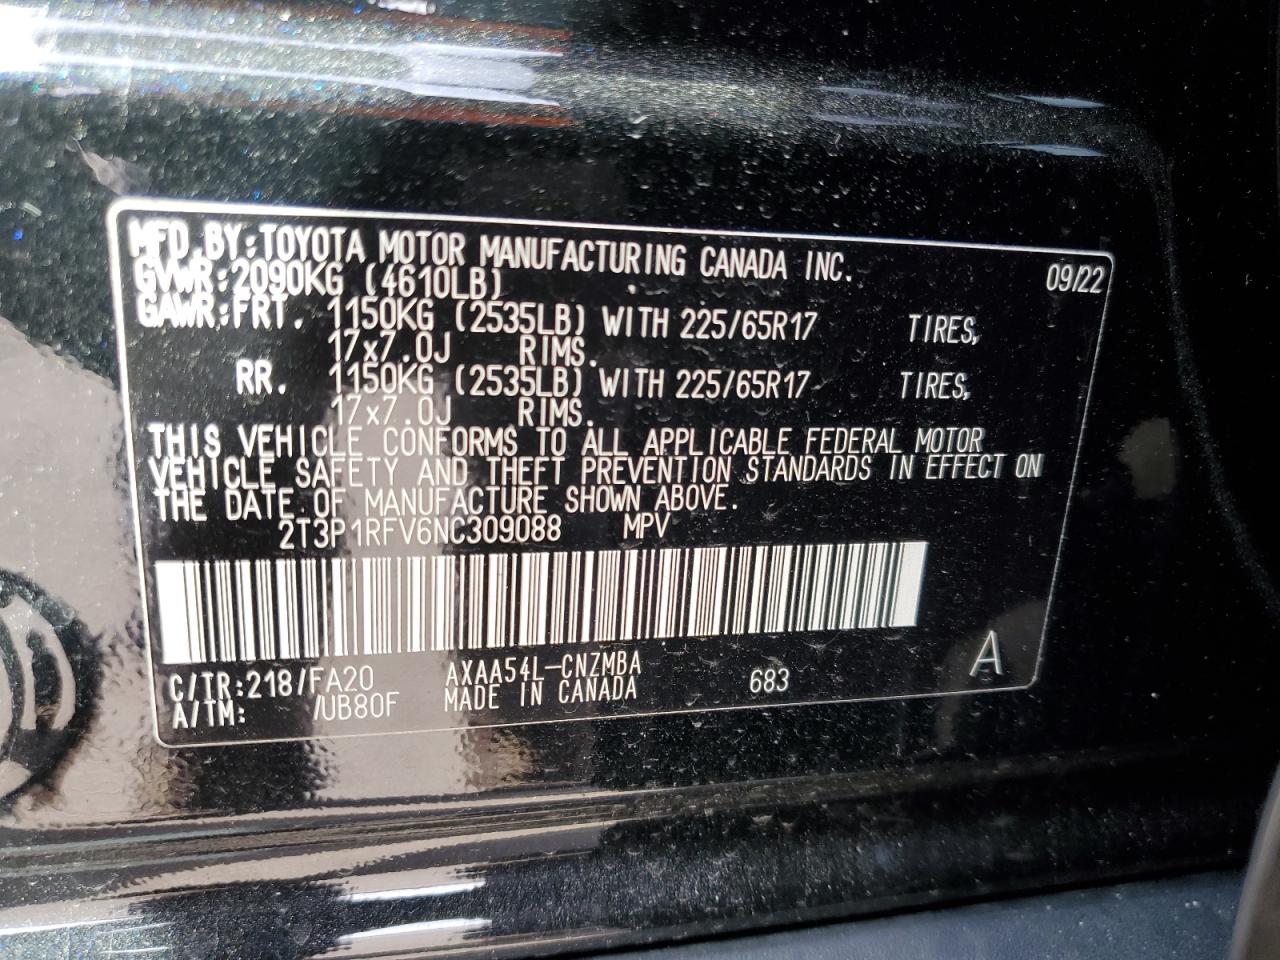 MFD.BY:TOYOTA MOTOR MANUFACTURING CANADA INC. 09/22
GVWR:2090KG (4610LB)
GAWR:FRT. 1150KG (2535LB) WITH 225/65R17 TIRES,
17x7.0J RIMS.
RR. 1150KG (2535LB) WITH 225/65R17 TIRES,
17x7.0J RIMS.
THIS VEHICLE CONFORMS TO ALL APPLICABLE FEDERAL MOTOR
VEHICLE SAFETY AND THEFT PREVENTION STANDARDS IN EFFECT ON
THE DATE OF MANUFACTURE SHOWN ABOVE.
2T3P1RFV6NC309088 MPV
C/TR:218/FA20 AXAA54L-CNZMBA 683 A
A/TM: /UB80F MADE IN CANADA